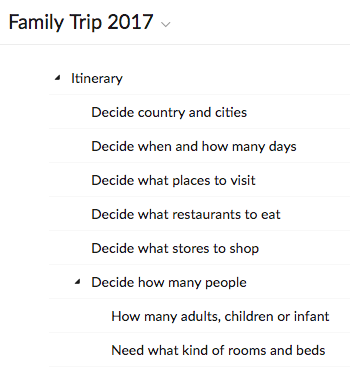 Family Trip 2017
Itinerary
Decide country and cities
Decide when and how many days
Decide what places to visit
Decide what restaurants to eat
Decide what stores to shop
Decide how many people
How many adults, children or infant
Need what kind of rooms and beds